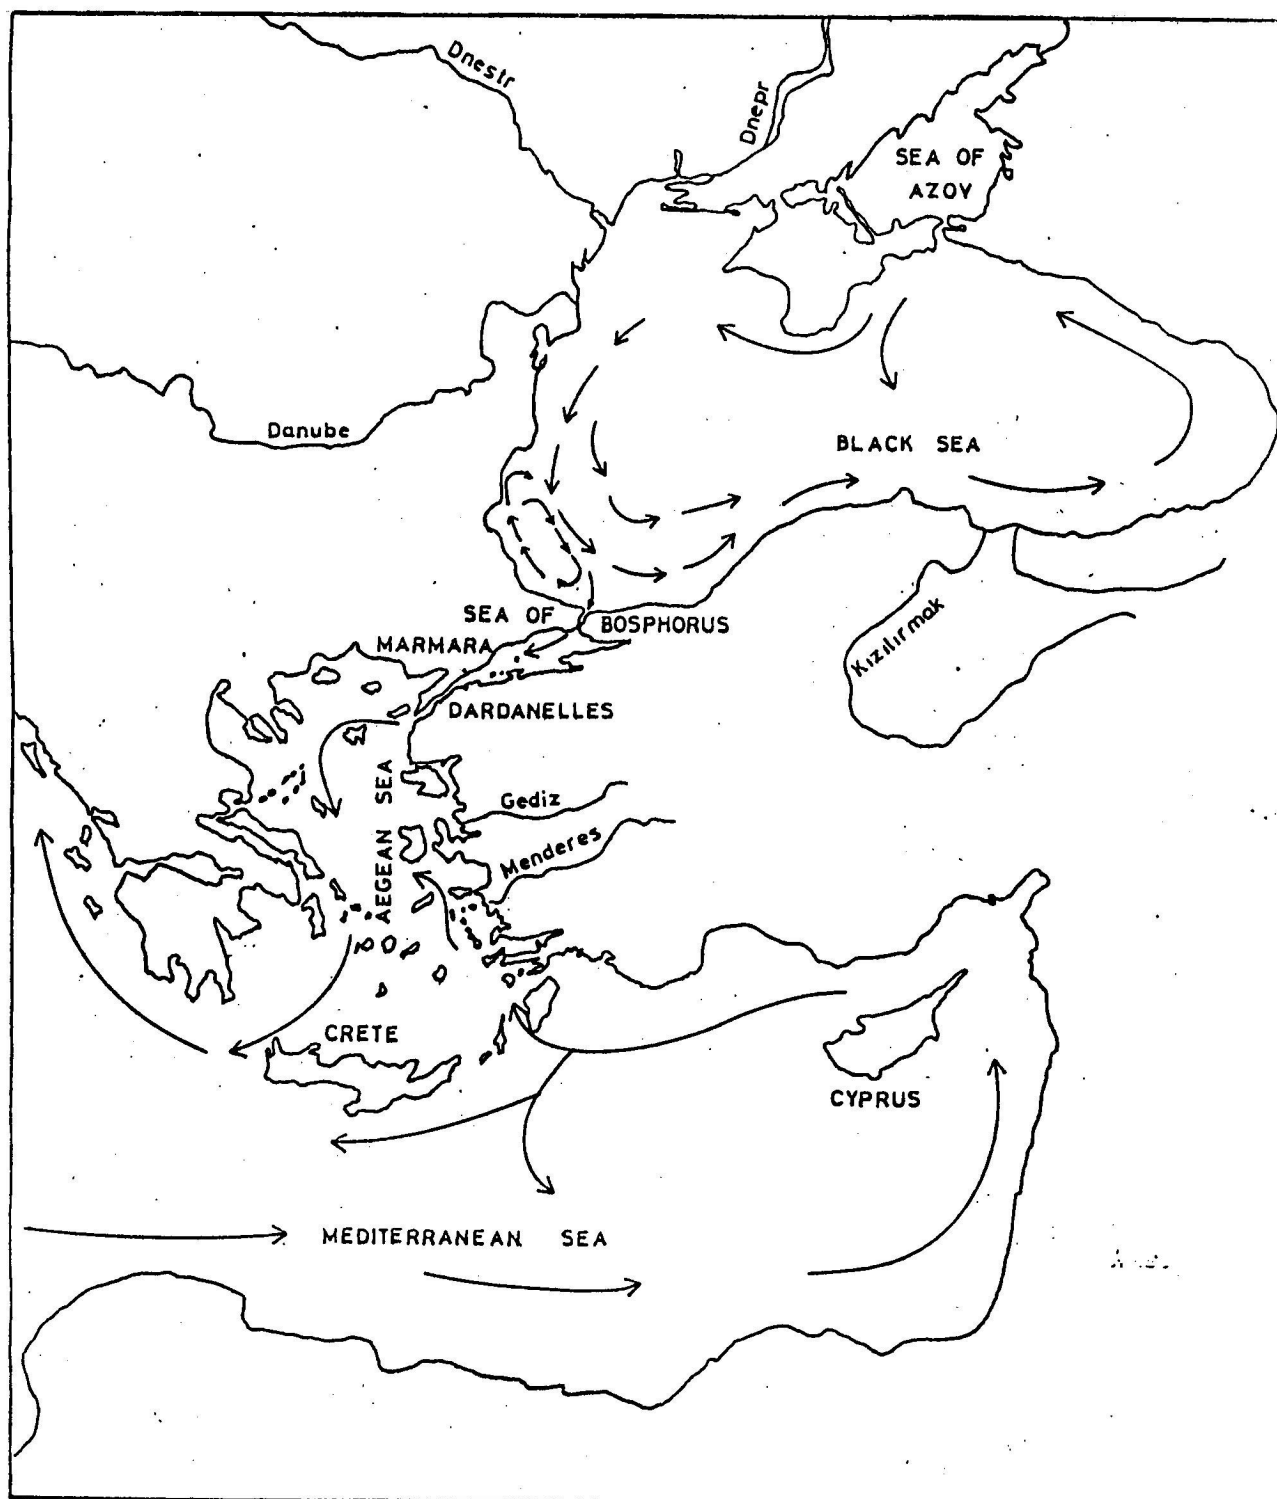 Dnestr
Dnepr
SEA OF
AZOV
Danube
BLACK SEA
SEA OF
MARMARA
BOSPHORUS
Kızılırmak
DARDANELLES
AEGEAN SEA
Gediz
Menderes
CRETE
CYPRUS
MEDITERRANEAN SEA